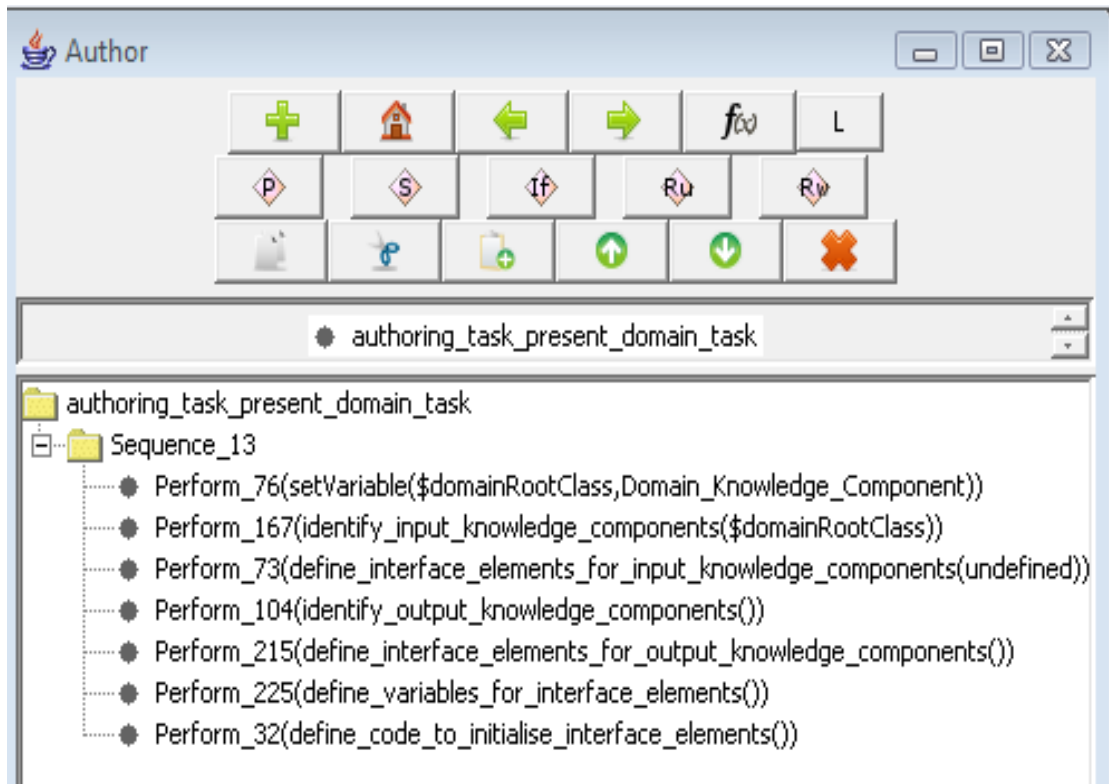 Author
f(x) L
P S If Ru Rw
authoring_task_present_domain_task
authoring_task_present_domain_task
Sequence_13
Perform_76(setVariable($domainRootClass,Domain_Knowledge_Component))
Perform_167(identify_input_knowledge_components($domainRootClass))
Perform_73(define_interface_elements_for_input_knowledge_components(undefined))
Perform_104(identify_output_knowledge_components())
Perform_215(define_interface_elements_for_output_knowledge_components())
Perform_225(define_variables_for_interface_elements())
Perform_32(define_code_to_initialise_interface_elements())